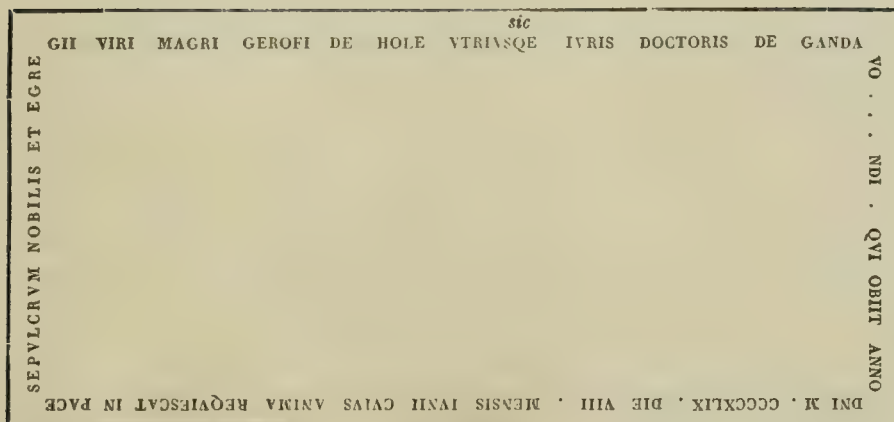 SEPVLCRVM NOBILIS ET EGRE
sic
GII VIRI MAGRI GEROFI DE HOLE VTRIVSQE IVRIS DOCTORIS DE GANDA
VO . . . NDI . QVI OBIIT ANNO
DNI M . CCCCXLIX . DIE VIII . MENSIS IVNII CVIVS ANIMA REQVIESCAT IN PACE